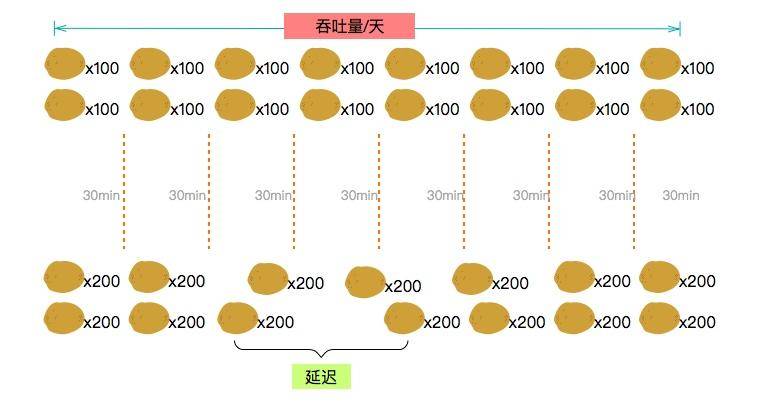 吞吐量/天
x100 x100 x100 x100 x100 x100 x100 x100
x100 x100 x100 x100 x100 x100 x100 x100
30min 30min 30min 30min 30min 30min 30min 30min
x200 x200 x200 x200 x200 x200 x200
x200 x200 x200 x200 x200 x200 x200
延迟